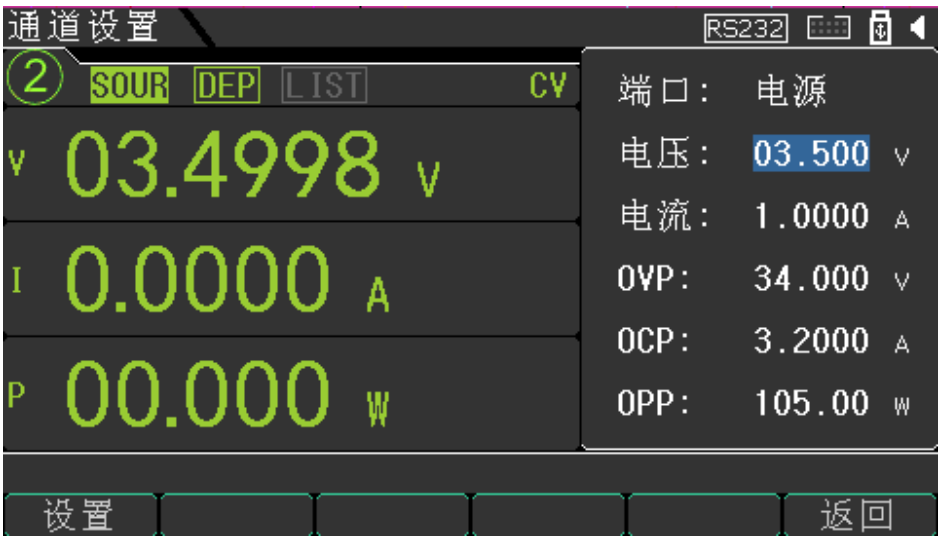 通道设置 RS232
2 SOUR DEP LIST CV
V 03.4998 V
I 0.0000 A
P 00.000 W
端口: 电源
电压: 03.500 V
电流: 1.0000 A
OVP: 34.000 V
OCP: 3.2000 A
OPP: 105.00 W
设置 返回